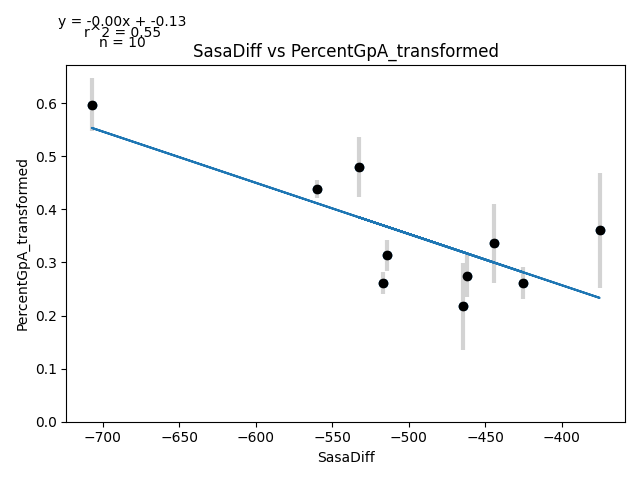 y = -0.00x + -0.13
r^2 = 0.55
n = 10
SasaDiff vs PercentGpA_transformed
PercentGpA_transformed
0.6
0.5
0.4
0.3
0.2
0.1
0.0
−700
−650
−600
−550
−500
−450
−400
SasaDiff